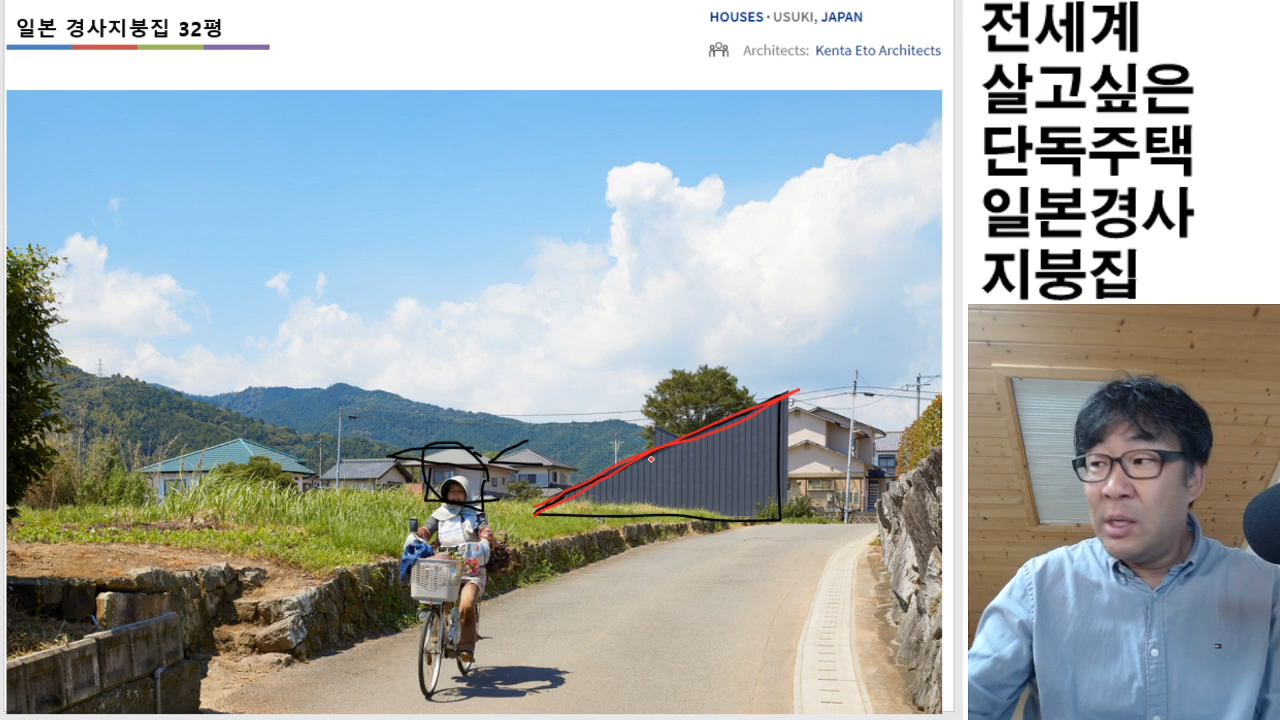 일본 경사지붕집 32평
HOUSES · USUKI, JAPAN
Architects: Kenta Eto Architects
전세계
살고싶은
단독주택
일본경사
지붕집